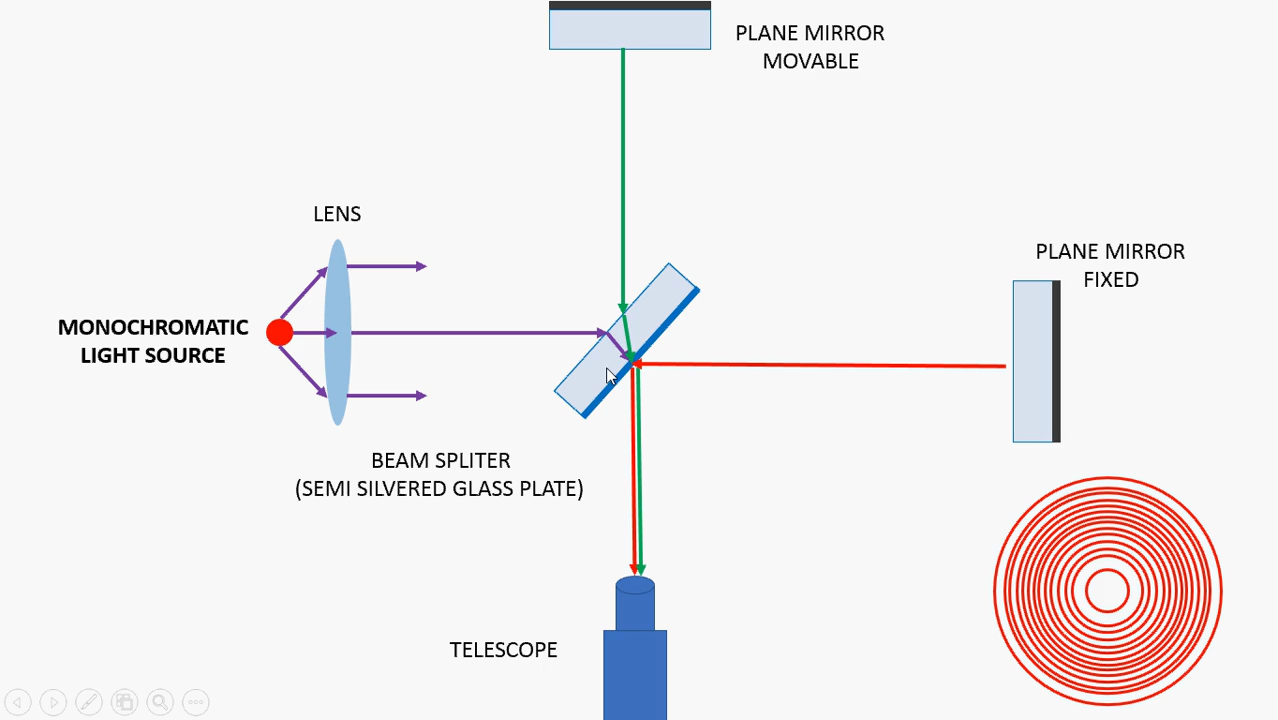 PLANE MIRROR
MOVABLE
LENS
PLANE MIRROR
FIXED
MONOCHROMATIC
LIGHT SOURCE
BEAM SPLITER
(SEMI SILVERED GLASS PLATE)
TELESCOPE